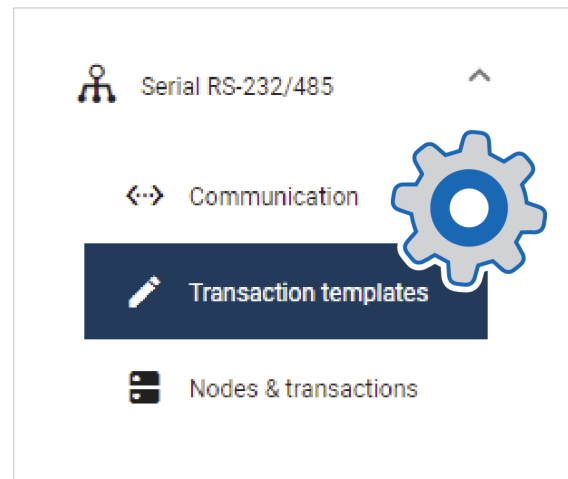 Serial RS-232/485
Communication
Transaction templates
Nodes & transactions